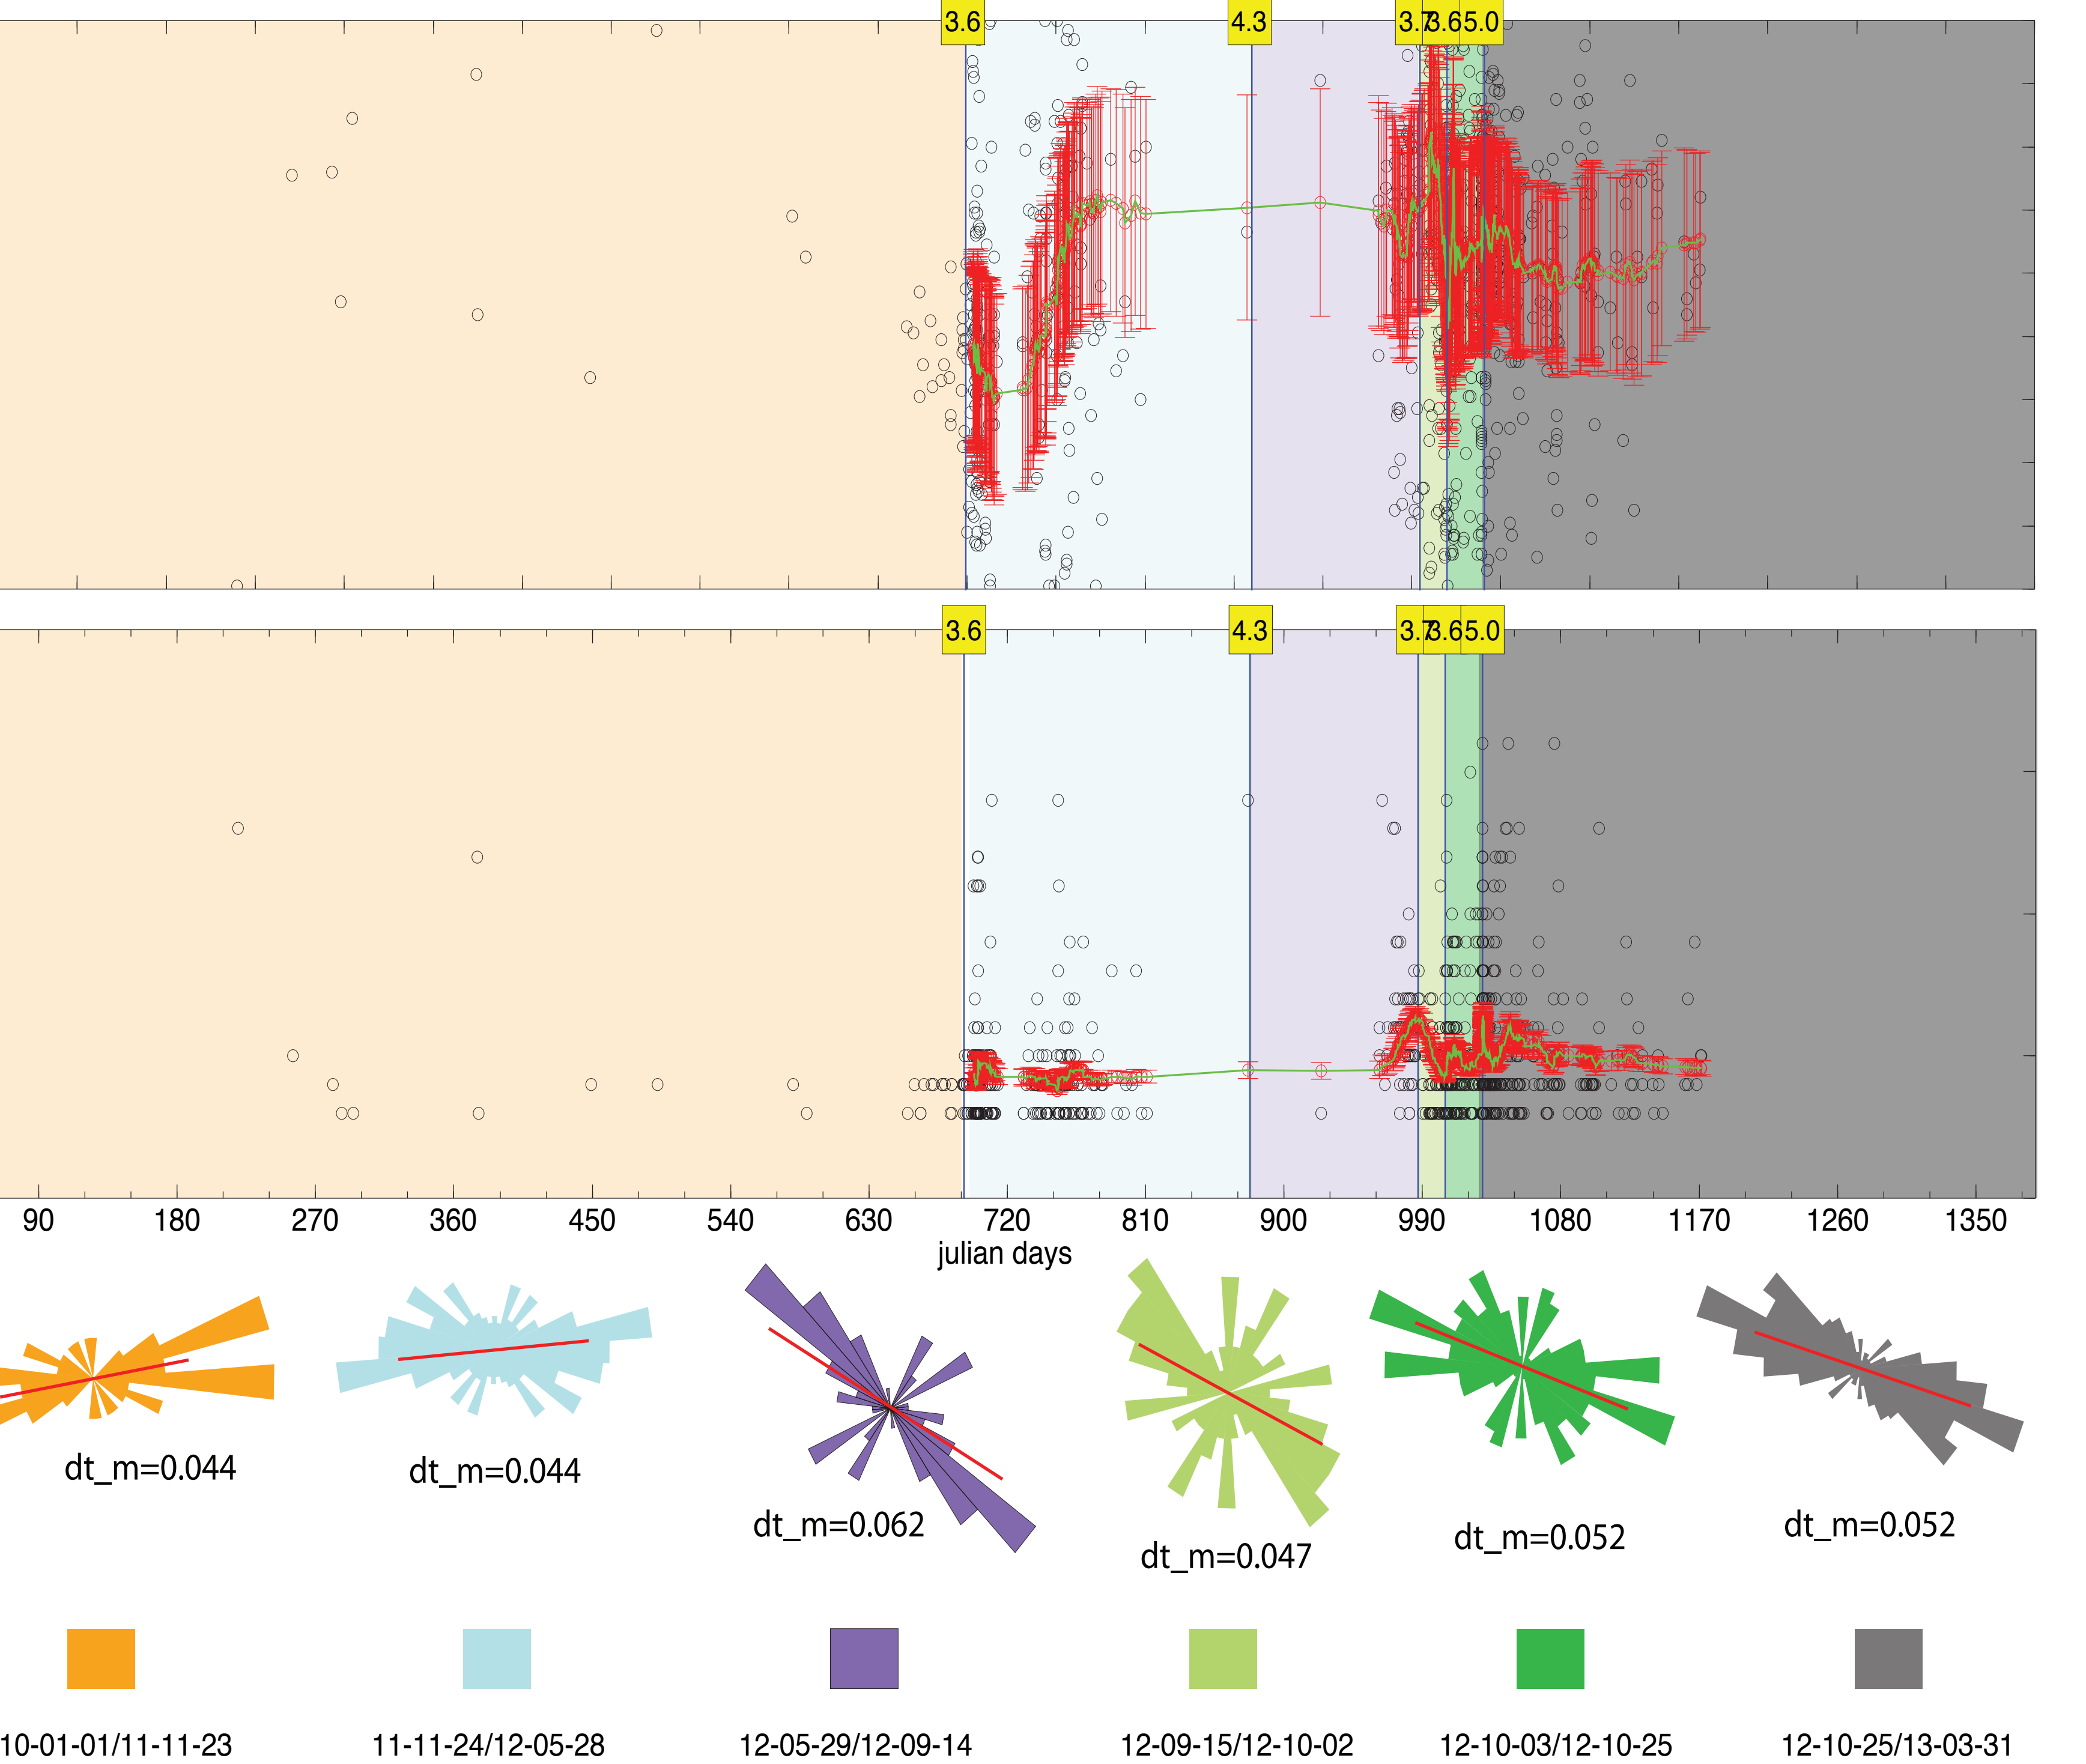 3.6 4.3 3.7 3.6 5.0
3.6 4.3 3.7 3.6 5.0
90 180 270 360 450 540 630 720 810 900 990 1080 1170 1260 1350
julian days
dt_m=0.044 dt_m=0.044 dt_m=0.062 dt_m=0.047 dt_m=0.052 dt_m=0.052
10-01-01/11-11-23 11-11-24/12-05-28 12-05-29/12-09-14 12-09-15/12-10-02 12-10-03/12-10-25 12-10-25/13-03-31